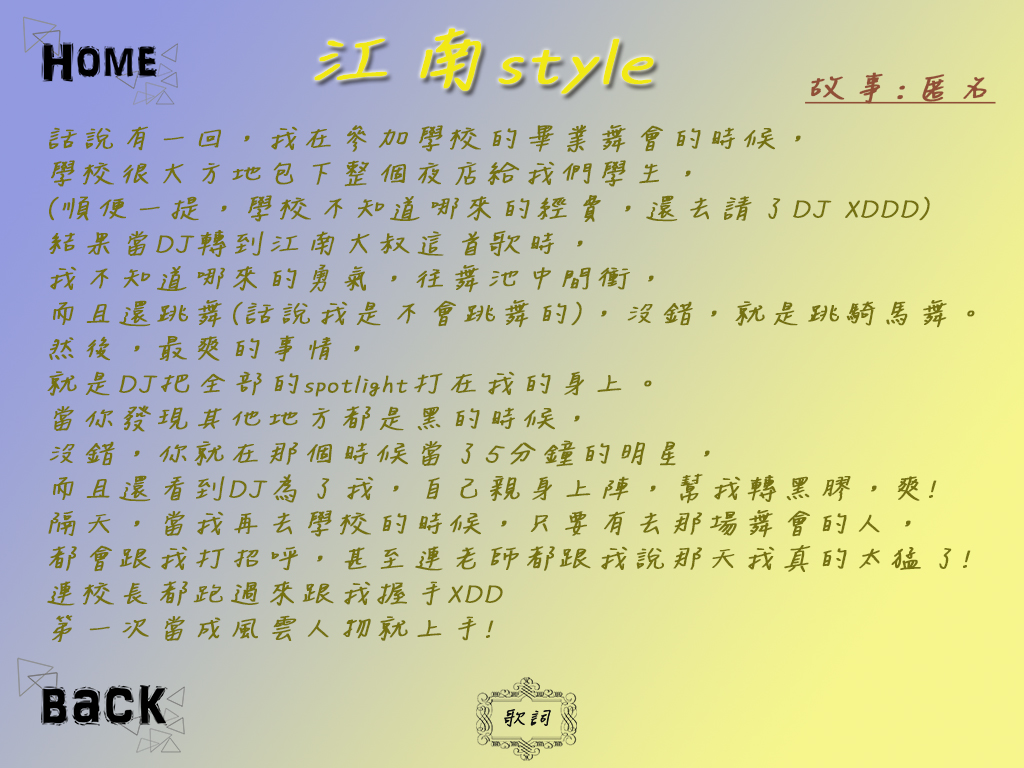 HOME
江南style
故事:匿名
話說有一回，我在參加學校的畢業舞會的時候，
學校很大方地包下整個夜店給我們學生，
(順便一提，學校不知道哪來的經費，還去請了DJ XDDD)
結果當DJ轉到江南大叔這首歌時，
我不知道哪來的勇氣，往舞池中間衝，
而且還跳舞(話說我是不會跳舞的)，沒錯，就是跳騎馬舞。
然後，最爽的事情，
就是DJ把全部的spotlight打在我的身上。
當你發現其他地方都是黑的時候，
沒錯，你就在那個時候當了5分鐘的明星，
而且還看到DJ為了我，自己親身上陣，幫我轉黑膠，爽!
隔天，當我再去學校的時候，只要有去那場舞會的人，
都會跟我打招呼，甚至連老師都跟我說那天我真的太猛了!
連校長都跑過來跟我握手XDD
第一次當成風雲人物就上手!
BACK
歌詞